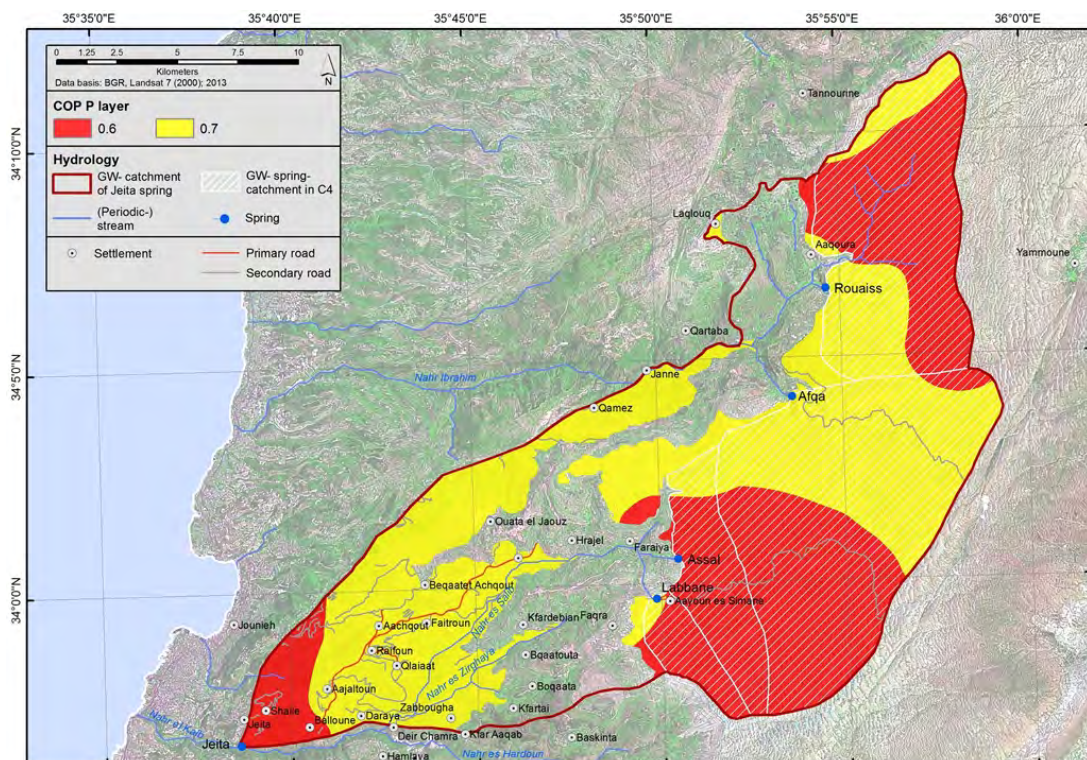 35°35'0"E
35°40'0"E
35°45'0"E
35°50'0"E
35°55'0"E
36°0'0"E
0 1.25 2.5 5 7.5 10
Kilometers
N
Data basis: BGR, Landsat 7 (2000); 2013
COP P layer
0.6
0.7
Hydrology
GW- catchment
of Jeita spring
GW- spring-
catchment in C4
(Periodic-)
stream
Spring
Settlement
Primary road
Secondary road
34°10'0"N
34°5'0"N
34°0'0"N
Tannourine
Laqlouq
Aaqoura
Yammoune
Rouaiss
Qartaba
Janne
Nahr Ibrahim
Afqa
Qamez
Ouata el Jaouz
Hrajel
Faraiya
Assal
Beqaatet Achqout
Labbane
Aayoun es Simane
Nahr es Salib
Jounieh
Aachqout
Faitroun
Kfardebian
Faqra
Raifoun
Qlaiaat
Bqaatouta
Nahr es Zirghaya
Aajaltoun
Boqaata
Shaile
Zabbougha
Kfartai
Jeita
Balloune
Daraya
Nahr el Kalb
Deir Chamra
Kfar Aaqab
Baskinta
Jeita
Nahr es Hardoun
Hamlaya